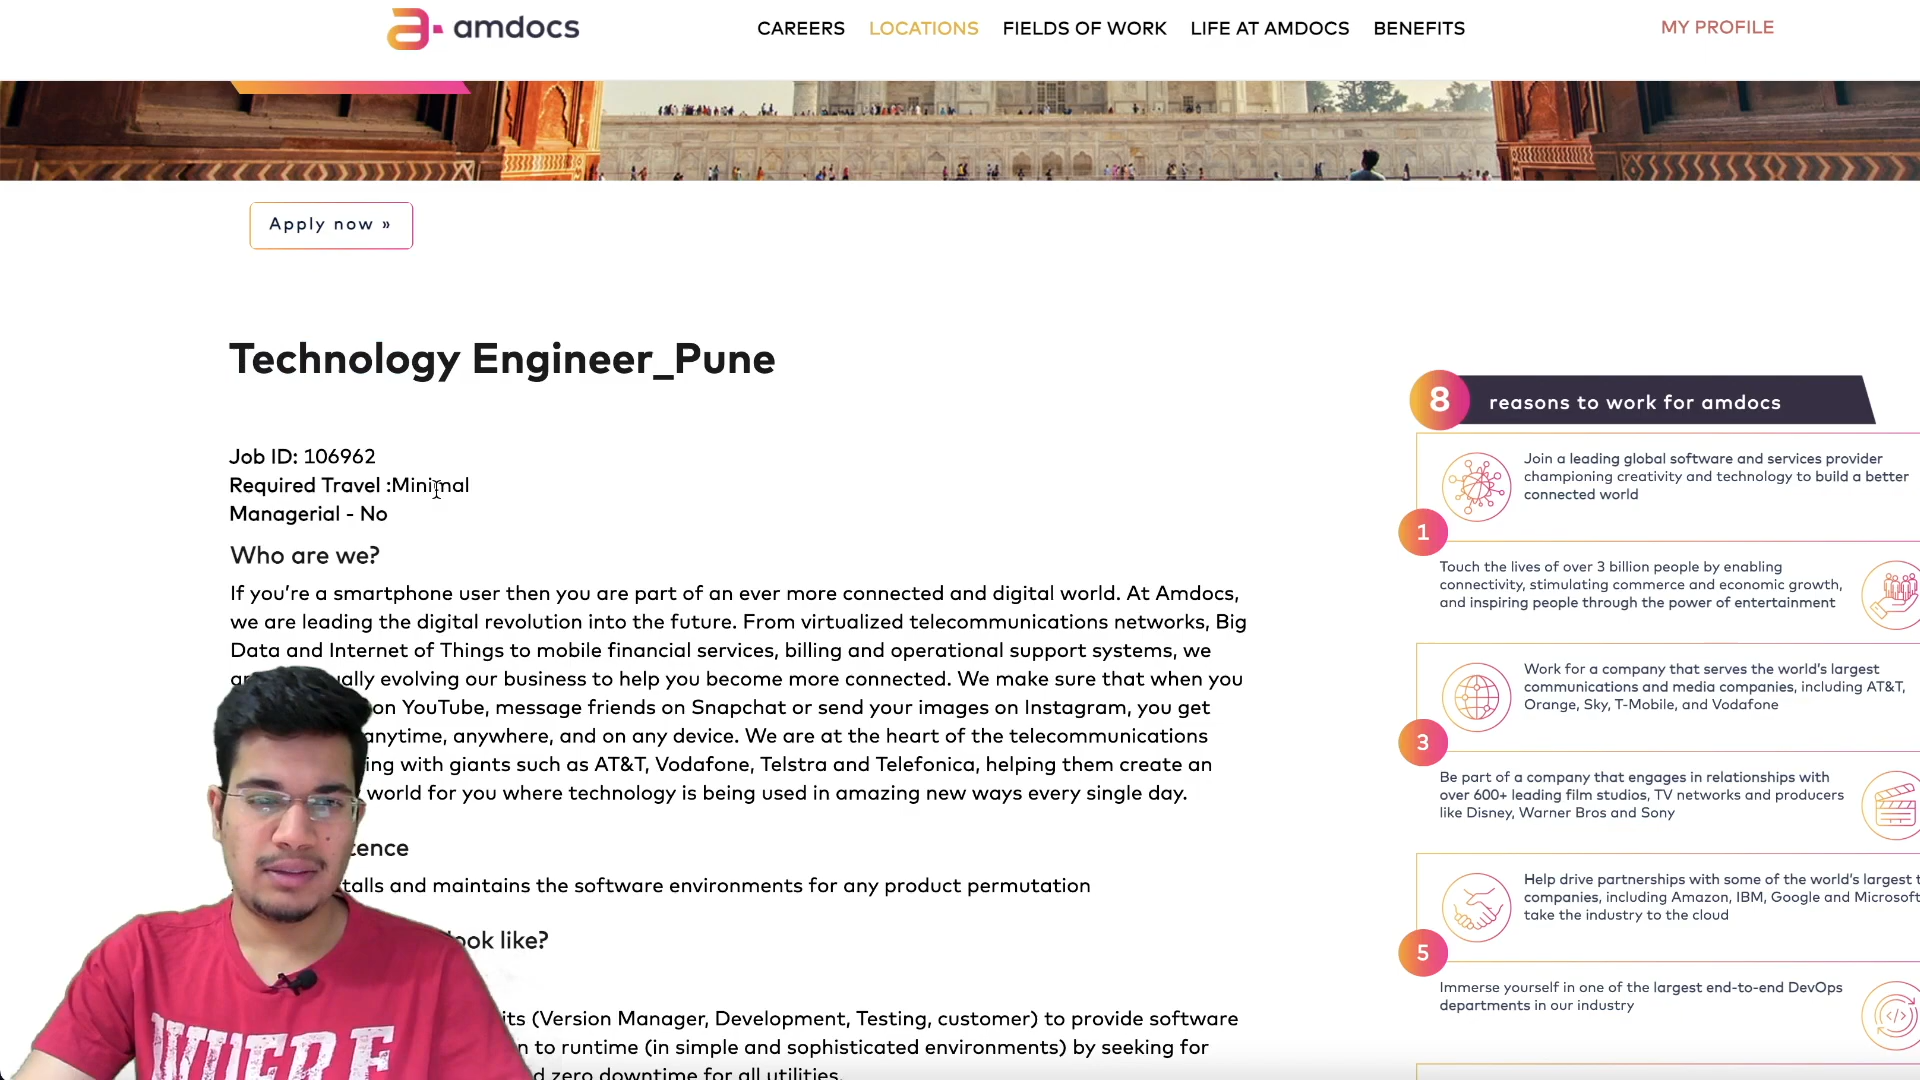 amdocs
CAREERS LOCATIONS FIELDS OF WORK LIFE AT AMDOCS BENEFITS
MY PROFILE
Apply now »
Technology Engineer_Pune
Job ID: 106962
Required Travel :Minimal
Managerial - No
Who are we?
If you’re a smartphone user then you are part of an ever more connected and digital world. At Amdocs,
we are leading the digital revolution into the future. From virtualized telecommunications networks, Big
Data and Internet of Things to mobile financial services, billing and operational support systems, we
evolving our business to help you become more connected. We make sure that when you
on YouTube, message friends on Snapchat or send your images on Instagram, you get
anytime, anywhere, and on any device. We are at the heart of the telecommunications
with giants such as AT&T, Vodafone, Telstra and Telefonica, helping them create an
world for you where technology is being used in amazing new ways every single day.
and maintains the software environments for any product permutation
look like?
(Version Manager, Development, Testing, customer) to provide software
to runtime (in simple and sophisticated environments) by seeking for
zero downtime for all utilities.
8 reasons to work for amdocs
Join a leading global software and services provider
championing creativity and technology to build a better
connected world
1
Touch the lives of over 3 billion people by enabling
connectivity, stimulating commerce and economic growth,
and inspiring people through the power of entertainment
Work for a company that serves the world’s largest
communications and media companies, including AT&T,
Orange, Sky, T-Mobile, and Vodafone
3
Be part of a company that engages in relationships with
over 600+ leading film studios, TV networks and producers
like Disney, Warner Bros and Sony
Help drive partnerships with some of the world’s largest
companies, including Amazon, IBM, Google and Microsoft
take the industry to the cloud
5
Immerse yourself in one of the largest end-to-end DevOps
departments in our industry